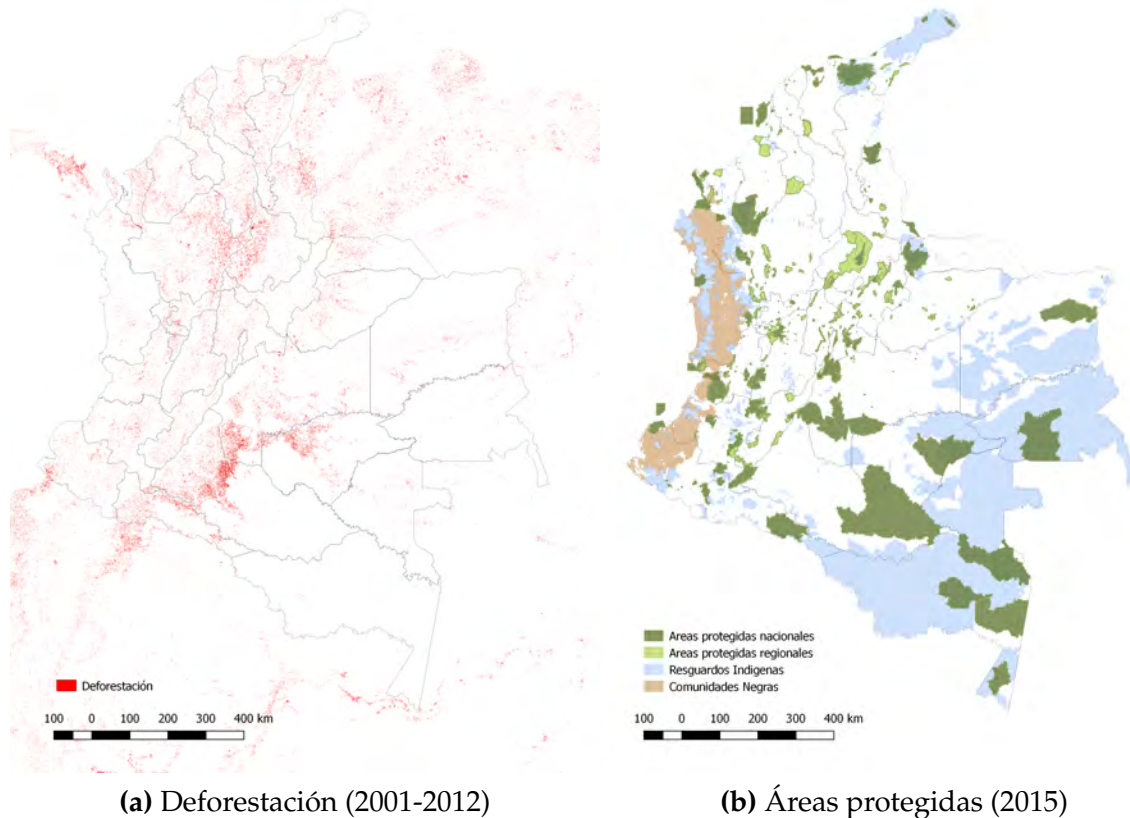 Deforestación
100 0 100 200 300 400 km
Areas protegidas nacionales
Areas protegidas regionales
Resguardos Indigenas
Comunidades Negras
100 0 100 200 300 400 km
(a) Deforestación (2001-2012)
(b) Áreas protegidas (2015)